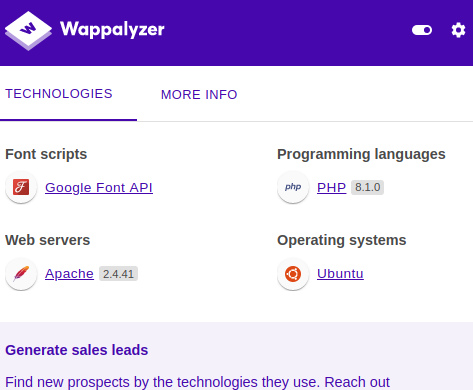 Wappalyzer
TECHNOLOGIES
MORE INFO
Font scripts
Google Font API
Programming languages
php PHP 8.1.0
Web servers
Apache 2.4.41
Operating systems
Ubuntu
Generate sales leads
Find new prospects by the technologies they use. Reach out